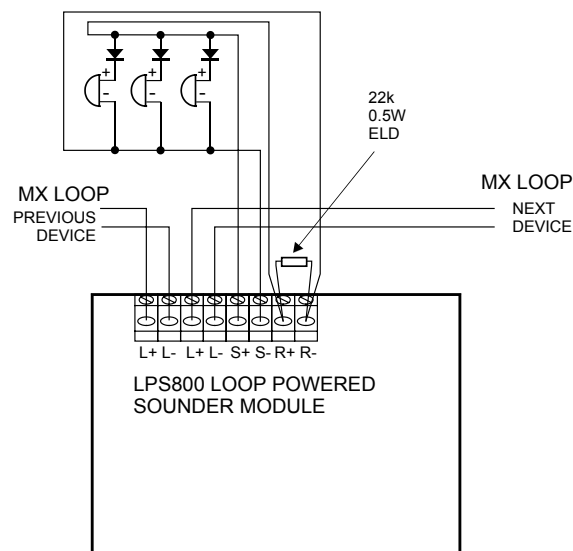 +
+
+
-
-
-
22k
0.5W
ELD
MX LOOP
PREVIOUS
DEVICE
MX LOOP
NEXT
DEVICE
L+ L- L+ L- S+ S- R+ R-
LPS800 LOOP POWERED
SOUNDER MODULE